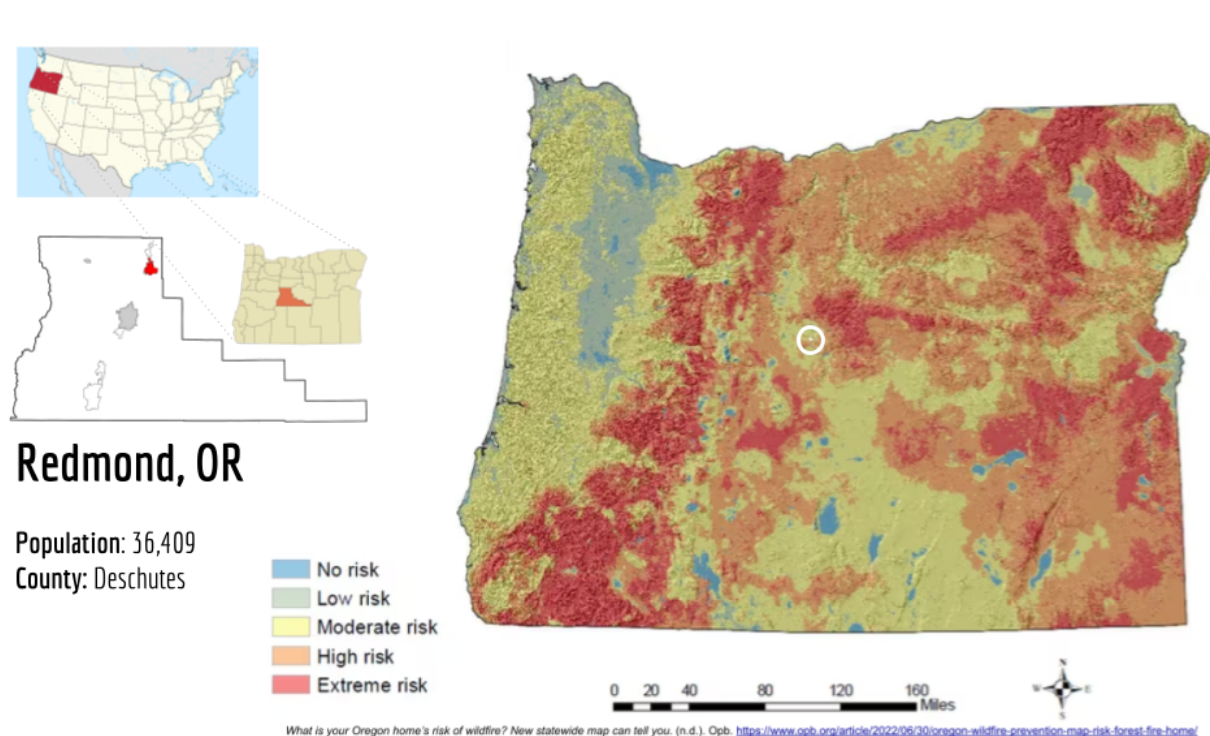 Redmond, OR
Population: 36,409
County: Deschutes
No risk
Low risk
Moderate risk
High risk
Extreme risk
0 20 40 80 120 160
Miles
N
W E
S
What is your Oregon home's risk of wildfire? New statewide map can tell you. (n.d.). Opb. https://www.opb.org/article/2022/06/30/oregon-wildfire-prevention-map-risk-forest-fire-home/